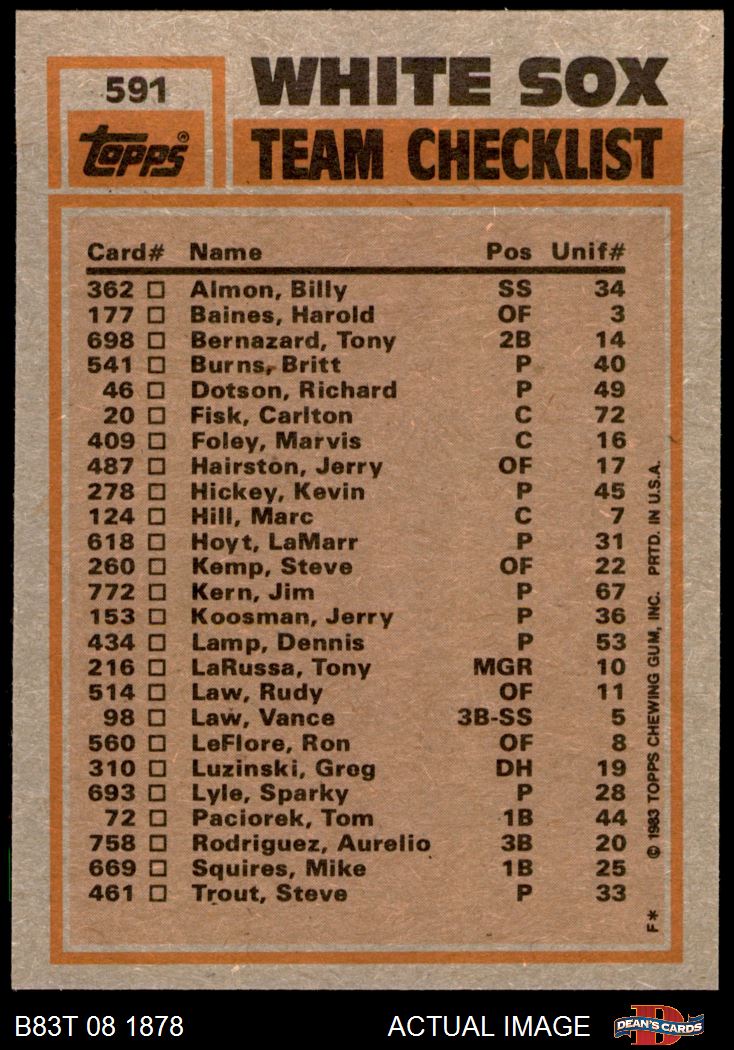 591
WHITE SOX
topps®
TEAM CHECKLIST
Card# Name Pos Unif#
362 □ Almon, Billy SS 34
177 □ Baines, Harold OF 3
698 □ Bernazard, Tony 2B 14
541 □ Burns, Britt P 40
46 □ Dotson, Richard P 49
20 □ Fisk, Carlton C 72
409 □ Foley, Marvis C 16
487 □ Hairston, Jerry OF 17
278 □ Hickey, Kevin P 45
124 □ Hill, Marc C 7
618 □ Hoyt, LaMarr P 31
260 □ Kemp, Steve OF 22
772 □ Kern, Jim P 67
153 □ Koosman, Jerry P 36
434 □ Lamp, Dennis P 53
216 □ LaRussa, Tony MGR 10
514 □ Law, Rudy OF 11
98 □ Law, Vance 3B-SS 5
560 □ LeFlore, Ron OF 8
310 □ Luzinski, Greg DH 19
693 □ Lyle, Sparky P 28
72 □ Paciorek, Tom 1B 44
758 □ Rodriguez, Aurelio 3B 20
669 □ Squires, Mike 1B 25
461 □ Trout, Steve P 33
F* © 1983 TOPPS CHEWING GUM, INC. PRTD. IN U.S.A.
B83T 08 1878 ACTUAL IMAGE D DEAN'S CARDS